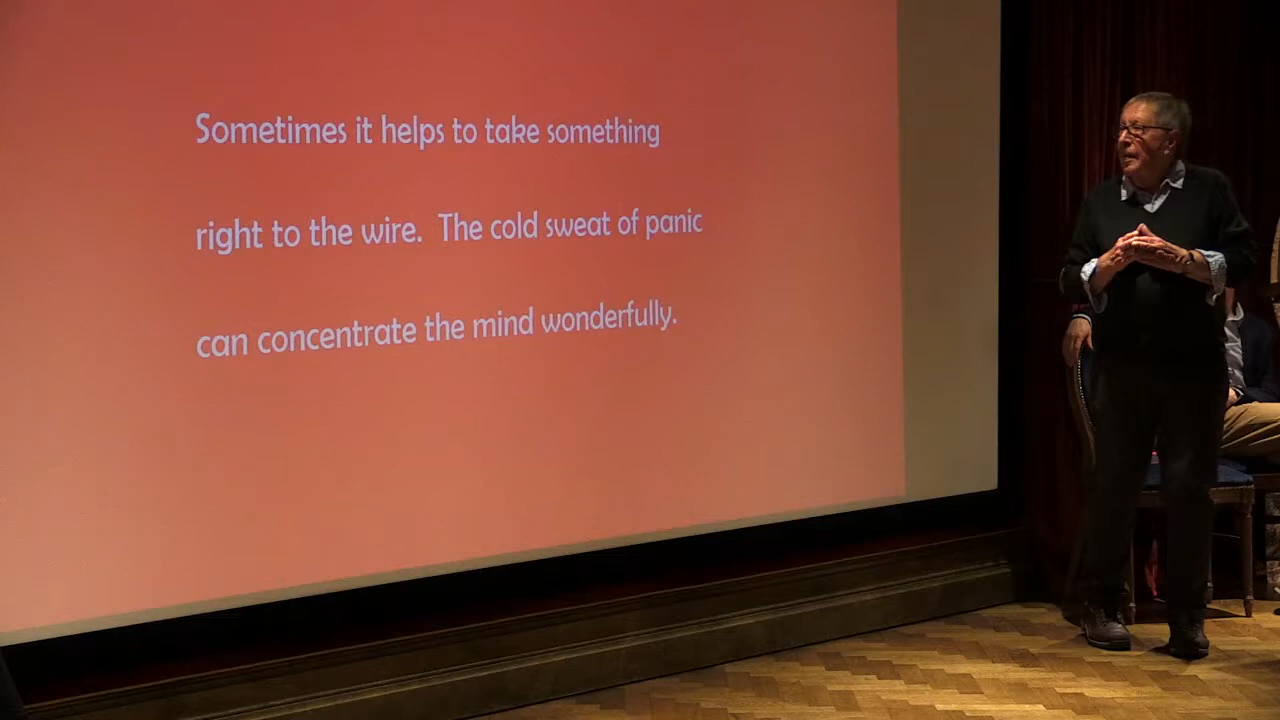 Sometimes it helps to take something
right to the wire.  The cold sweat of panic
can concentrate the mind wonderfully.